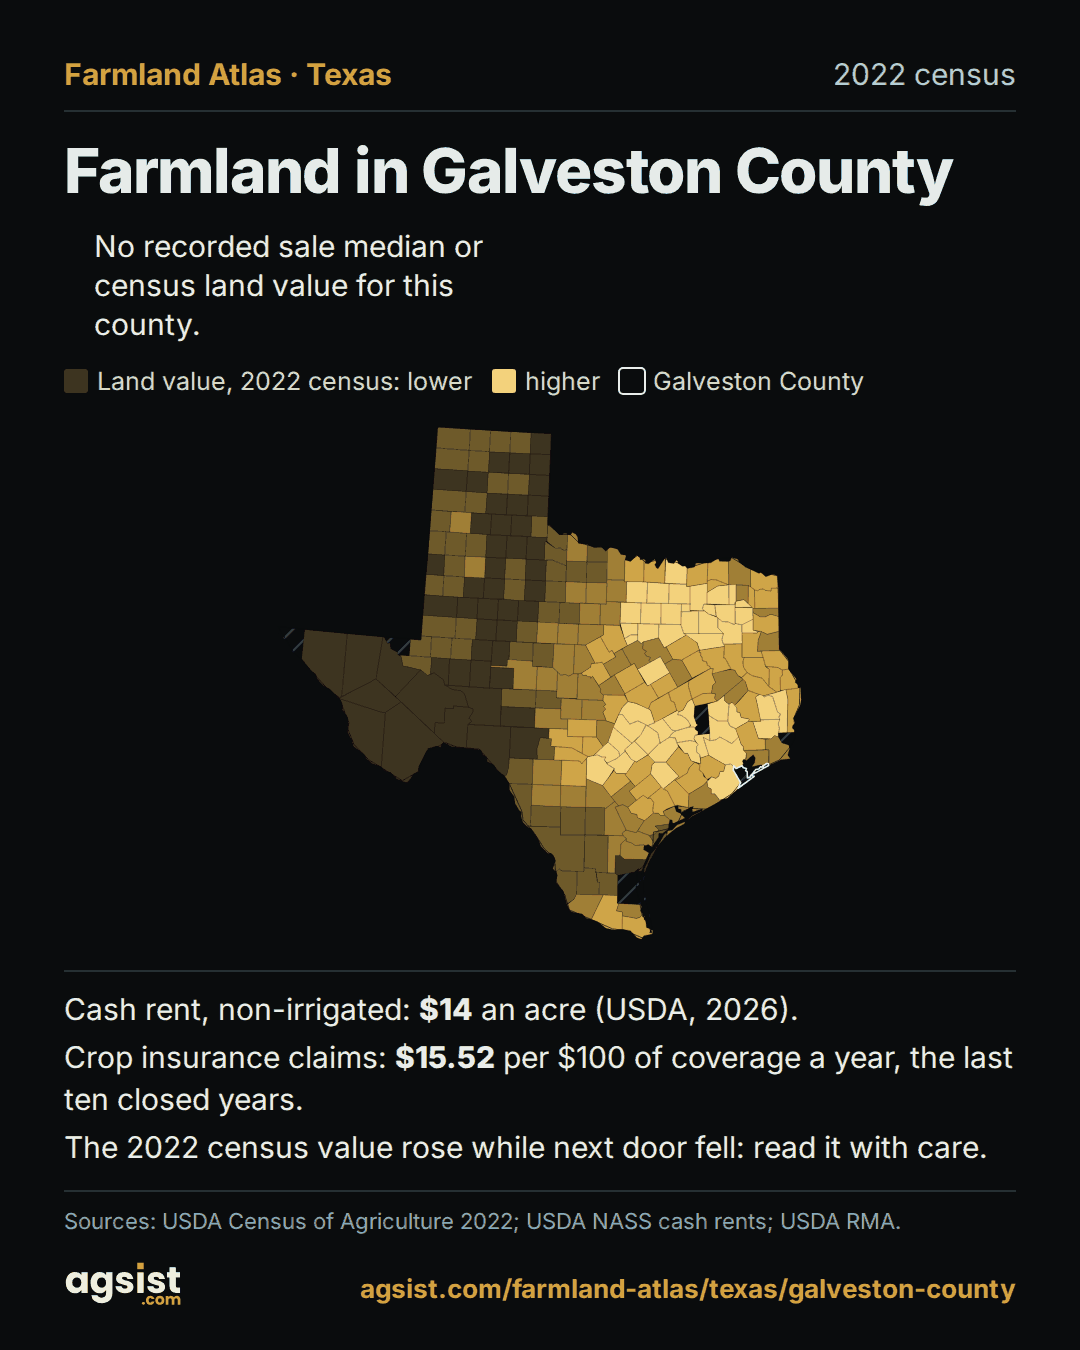 Farmland Atlas · Texas
2022 census
Farmland in Galveston County
No recorded sale median or
census land value for this
county.
Land value, 2022 census: lower
higher
Galveston County
Cash rent, non-irrigated: $14 an acre (USDA, 2026).
Crop insurance claims: $15.52 per $100 of coverage a year, the last
ten closed years.
The 2022 census value rose while next door fell: read it with care.
Sources: USDA Census of Agriculture 2022; USDA NASS cash rents; USDA RMA.
agsist
.com
agsist.com/farmland-atlas/texas/galveston-county